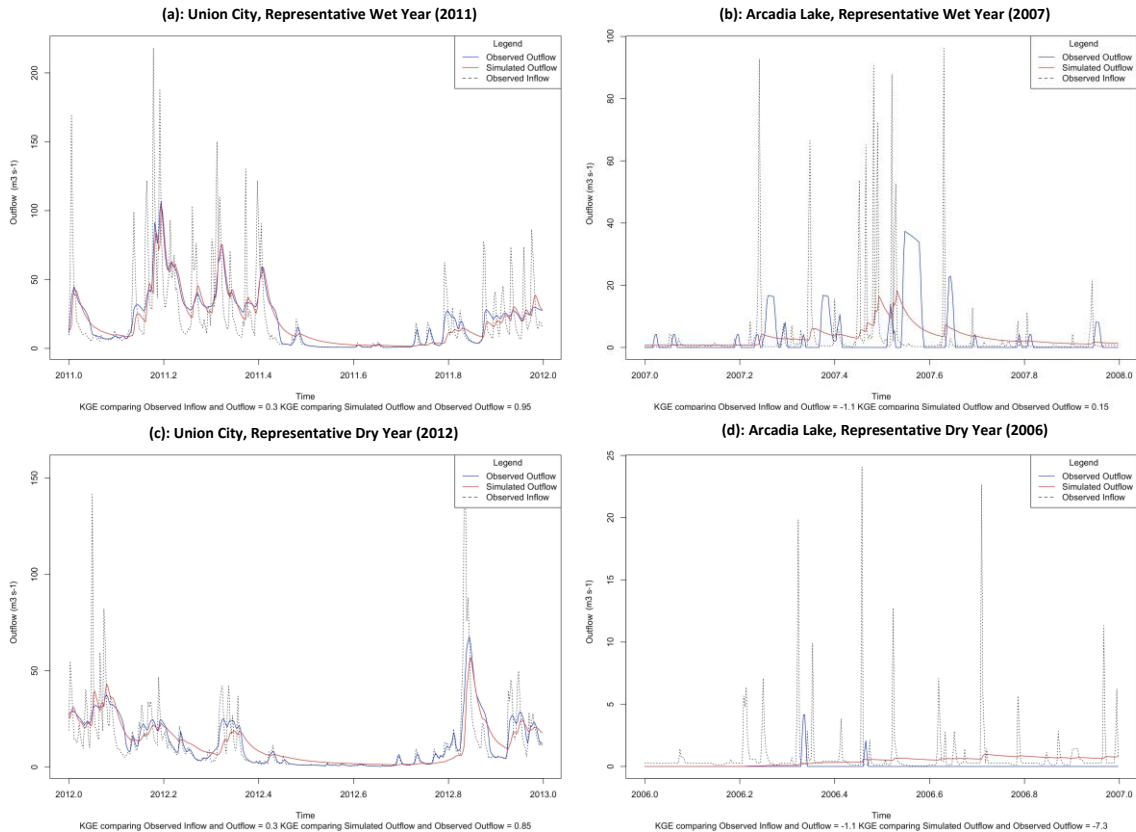 (a): Union City, Representative Wet Year (2011)
Legend
Observed Outflow
Simulated Outflow
Observed Inflow
Outflow (m3 s-1)
200
150
100
50
0
2011.0 2011.2 2011.4 2011.6 2011.8 2012.0
Time
KGE comparing Observed Inflow and Outflow = 0.3 KGE comparing Simulated Outflow and Observed Outflow = 0.95
(b): Arcadia Lake, Representative Wet Year (2007)
Legend
Observed Outflow
Simulated Outflow
Observed Inflow
Outflow (m3 s-1)
100
80
60
40
20
0
2007.0 2007.2 2007.4 2007.6 2007.8 2008.0
Time
KGE comparing Observed Inflow and Outflow = -1.1 KGE comparing Simulated Outflow and Observed Outflow = 0.15
(c): Union City, Representative Dry Year (2012)
Legend
Observed Outflow
Simulated Outflow
Observed Inflow
Outflow (m3 s-1)
150
100
50
0
2012.0 2012.2 2012.4 2012.6 2012.8 2013.0
Time
KGE comparing Observed Inflow and Outflow = 0.3 KGE comparing Simulated Outflow and Observed Outflow = 0.85
(d): Arcadia Lake, Representative Dry Year (2006)
Legend
Observed Outflow
Simulated Outflow
Observed Inflow
Outflow (m3 s-1)
25
20
15
10
5
0
2006.0 2006.2 2006.4 2006.6 2006.8 2007.0
Time
KGE comparing Observed Inflow and Outflow = -1.1 KGE comparing Simulated Outflow and Observed Outflow = -7.3